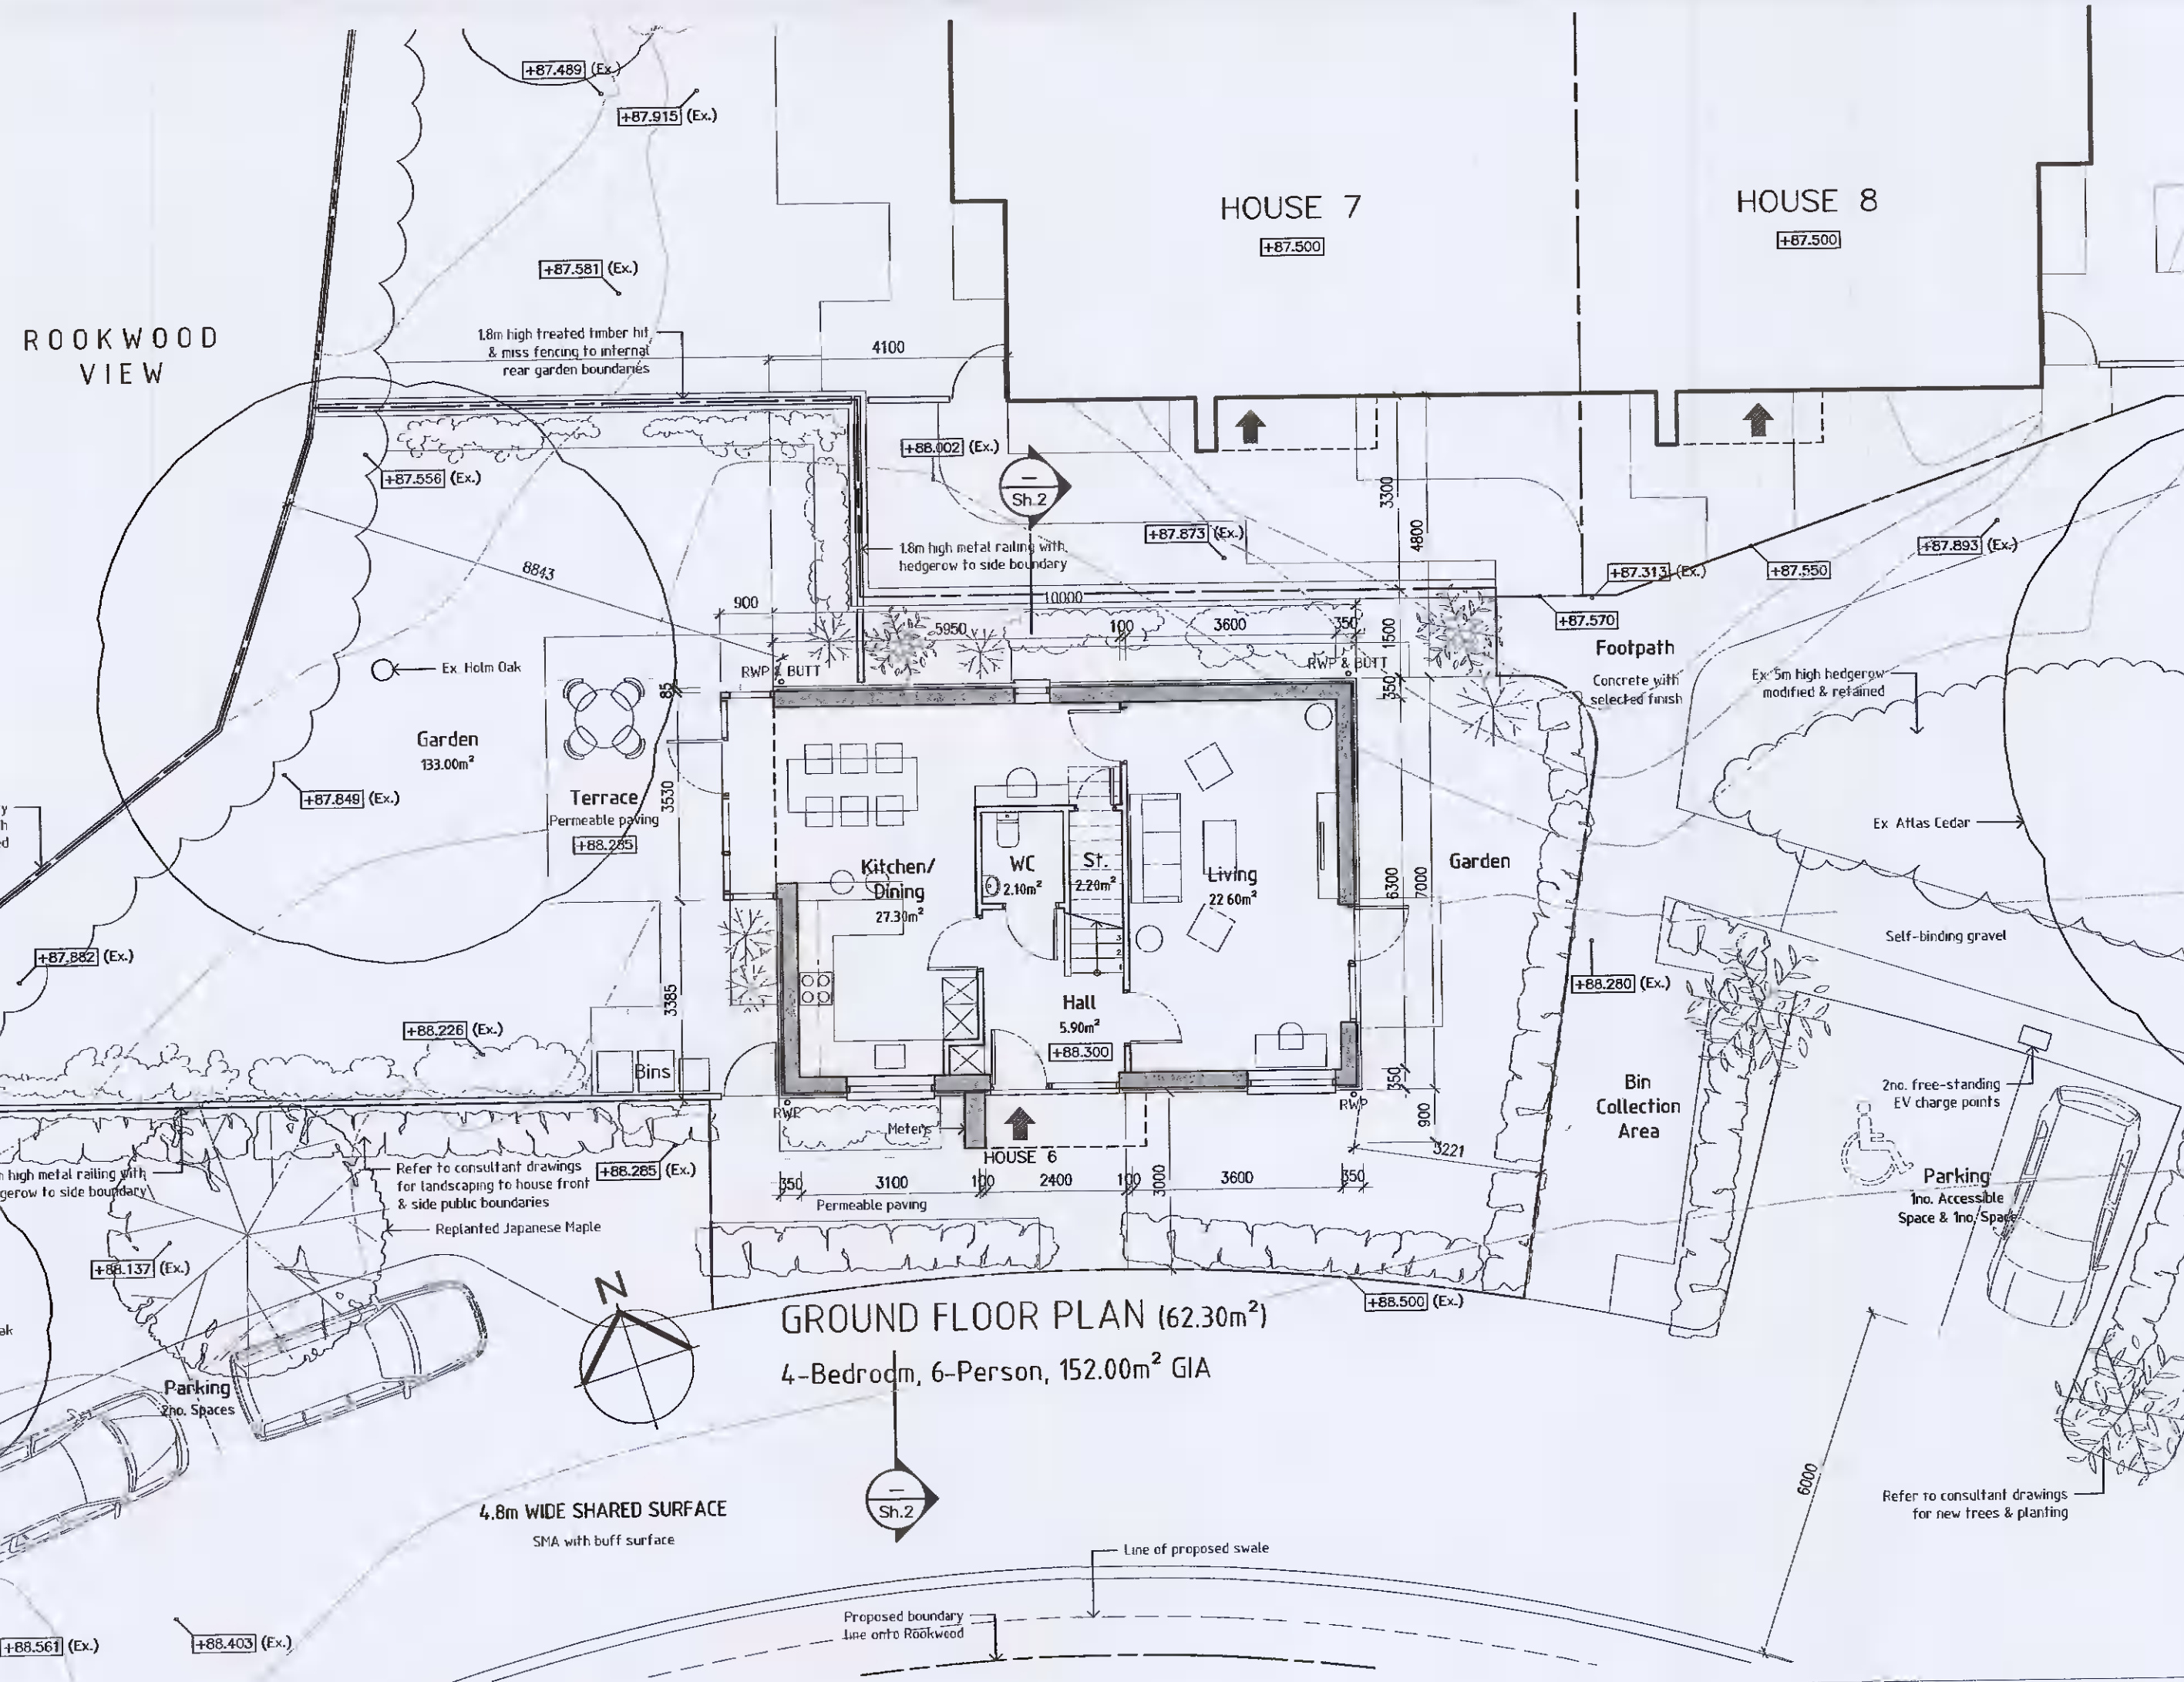 +87.489 (Ex.)
+87.915 (Ex.)
HOUSE 7
+87.500
HOUSE 8
+87.500
+87.581 (Ex.)
ROOKWOOD
VIEW
1.8m high treated timber hit
& miss fencing to internal
rear garden boundaries
4100
+88.002 (Ex.)
+87.556 (Ex.)
Sh.2
3300
4800
+87.873 (Ex.)
1.8m high metal railing with
hedgerow to side boundary
8843
+87.893 (Ex.)
+87.313 (Ex.)
+87.550
+87.570
900
10000
5950
100
3600
350
1500
Footpath
Concrete with
selected finish
Ex. 5m high hedgerow
modified & retained
Ex. Holm Oak
RWP & BUTT
RWP & BUTT
85
350
Garden
133.00m²
+87.849 (Ex.)
Terrace
Permeable paving
+88.285
3530
Kitchen/
Dining
27.30m²
WC
2.10m²
St.
2.20m²
Living
22.60m²
6300
7000
Garden
Ex. Atlas Cedar
Self-binding gravel
+87.882 (Ex.)
+88.280 (Ex.)
3385
Hall
5.90m²
+88.300
+88.226 (Ex.)
Bins
350
900
Bin
Collection
Area
2no. free-standing
EV charge points
RWP
RWP
Meters
HOUSE 6
3221
high metal railing with
gerow to side boundary
Refer to consultant drawings
for landscaping to house front
& side public boundaries
+88.285 (Ex.)
350
3100
100
2400
100
3000
3600
350
Permeable paving
Parking
1no. Accessible
Space & 1no. Space
Replanted Japanese Maple
+88.137 (Ex.)
N
GROUND FLOOR PLAN (62.30m²)
4-Bedroom, 6-Person, 152.00m² GIA
+88.500 (Ex.)
Parking
2no. Spaces
6000
4.8m WIDE SHARED SURFACE
SMA with buff surface
Sh.2
Refer to consultant drawings
for new trees & planting
Line of proposed swale
Proposed boundary
line onto Rookwood
+88.561 (Ex.)
+88.403 (Ex.)